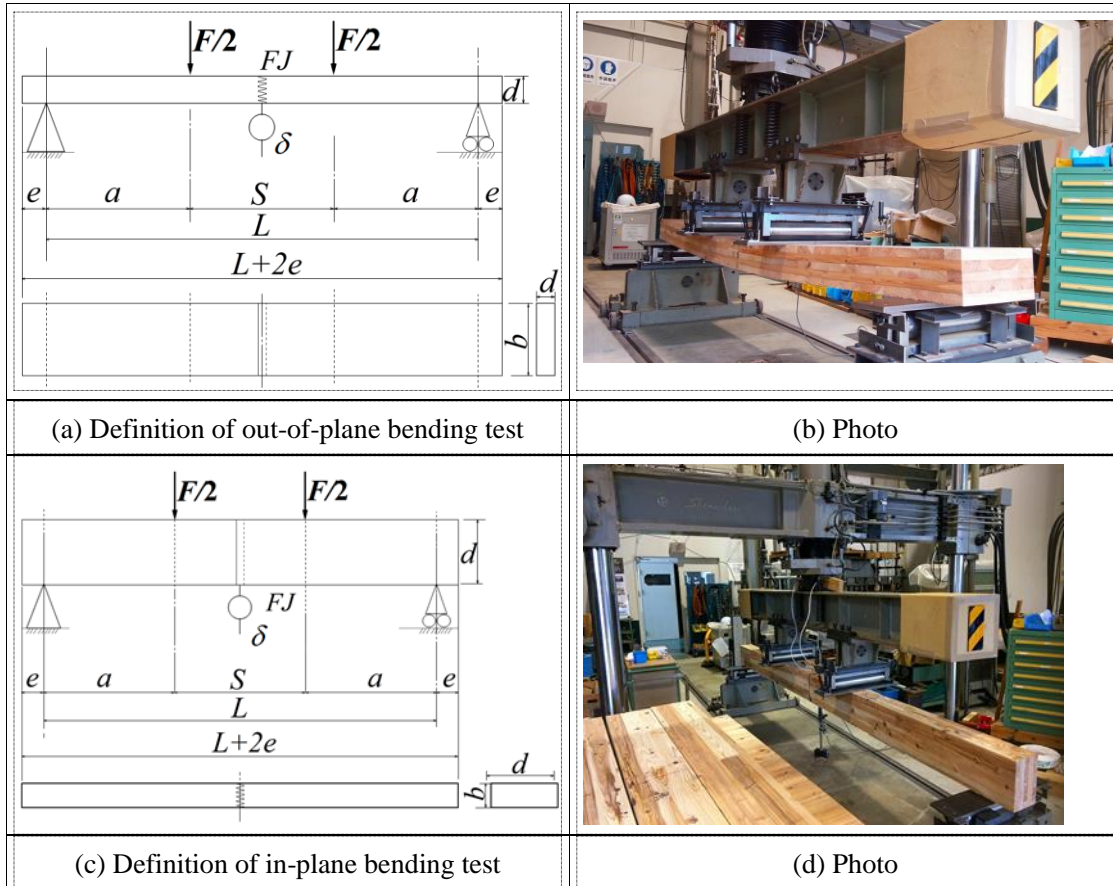 F/2 F/2
FJ
d
δ
e a S a e
L
L+2e
d
b
(a) Definition of out-of-plane bending test
(b) Photo
F/2 F/2
d
FJ
δ
e a S a e
L
L+2e
d
b
(c) Definition of in-plane bending test
(d) Photo